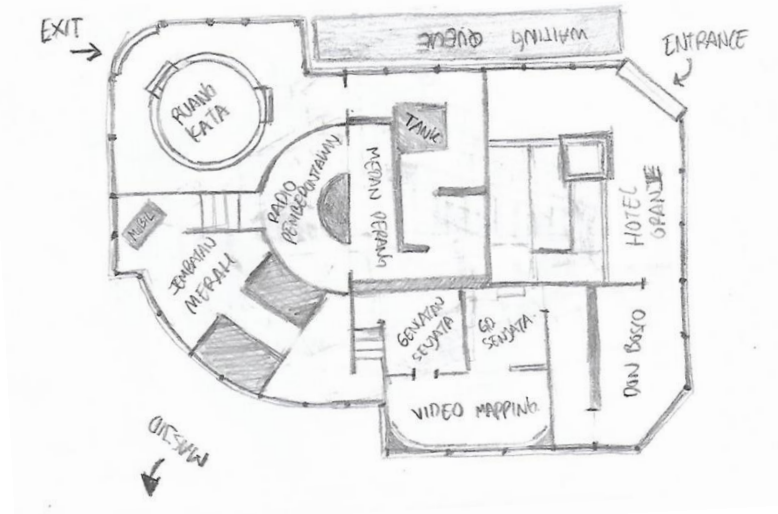 EXIT
WAITING QUEUE
ENTRANCE
RUANG
KATA
TANK
RADIO
PEMBERONTAKAN
MEDAN PERANG
HOTEL
ORANJE
MOBIL
JEMBATAN
MERAH
GENJATAN
SENJATA
GD
SENJATA
DON BOSCO
VIDEO MAPPING
MASJID